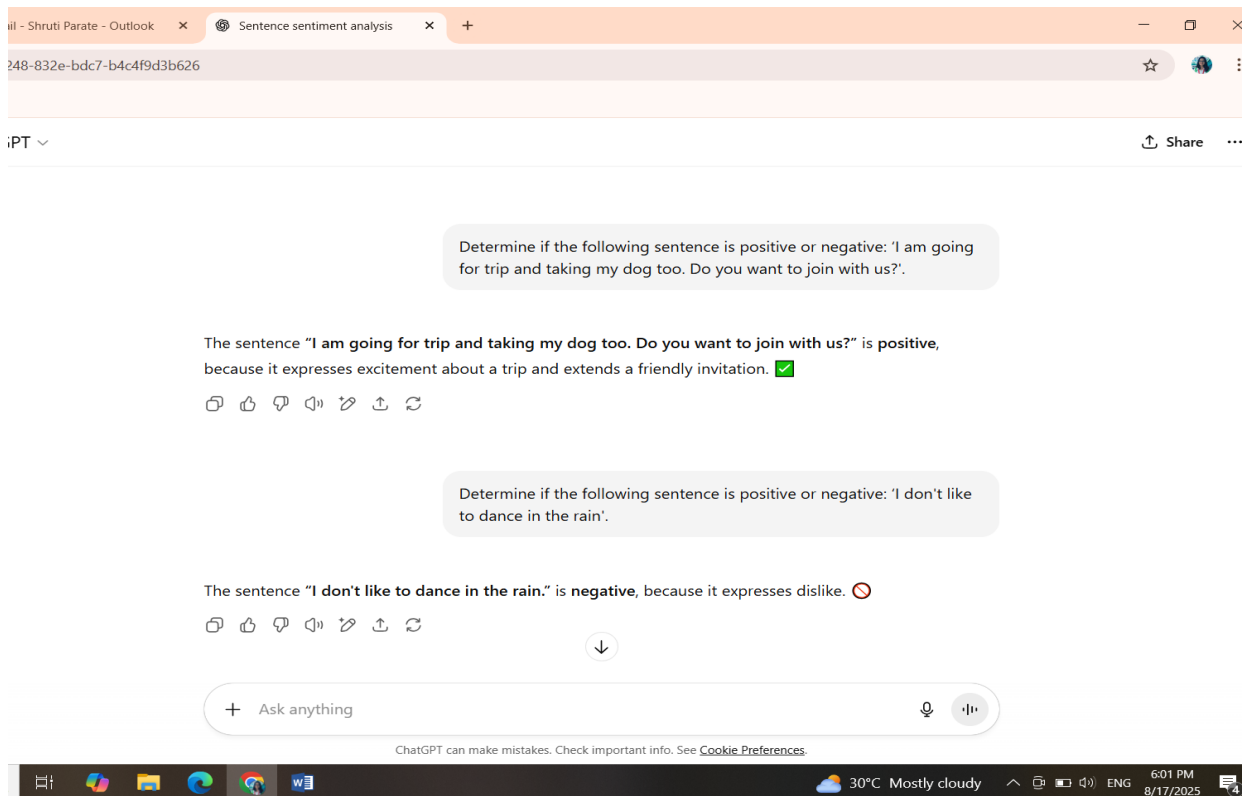 il - Shruti Parate - Outlook
Sentence sentiment analysis
248-832e-bdc7-b4c4f9d3b626
GPT
Share
Determine if the following sentence is positive or negative: 'I am going
for trip and taking my dog too. Do you want to join with us?'.
The sentence “I am going for trip and taking my dog too. Do you want to join with us?” is positive,
because it expresses excitement about a trip and extends a friendly invitation.
Determine if the following sentence is positive or negative: 'I don't like
to dance in the rain'.
The sentence “I don't like to dance in the rain.” is negative, because it expresses dislike.
Ask anything
ChatGPT can make mistakes. Check important info. See Cookie Preferences.
30°C Mostly cloudy
ENG
6:01 PM
8/17/2025
4